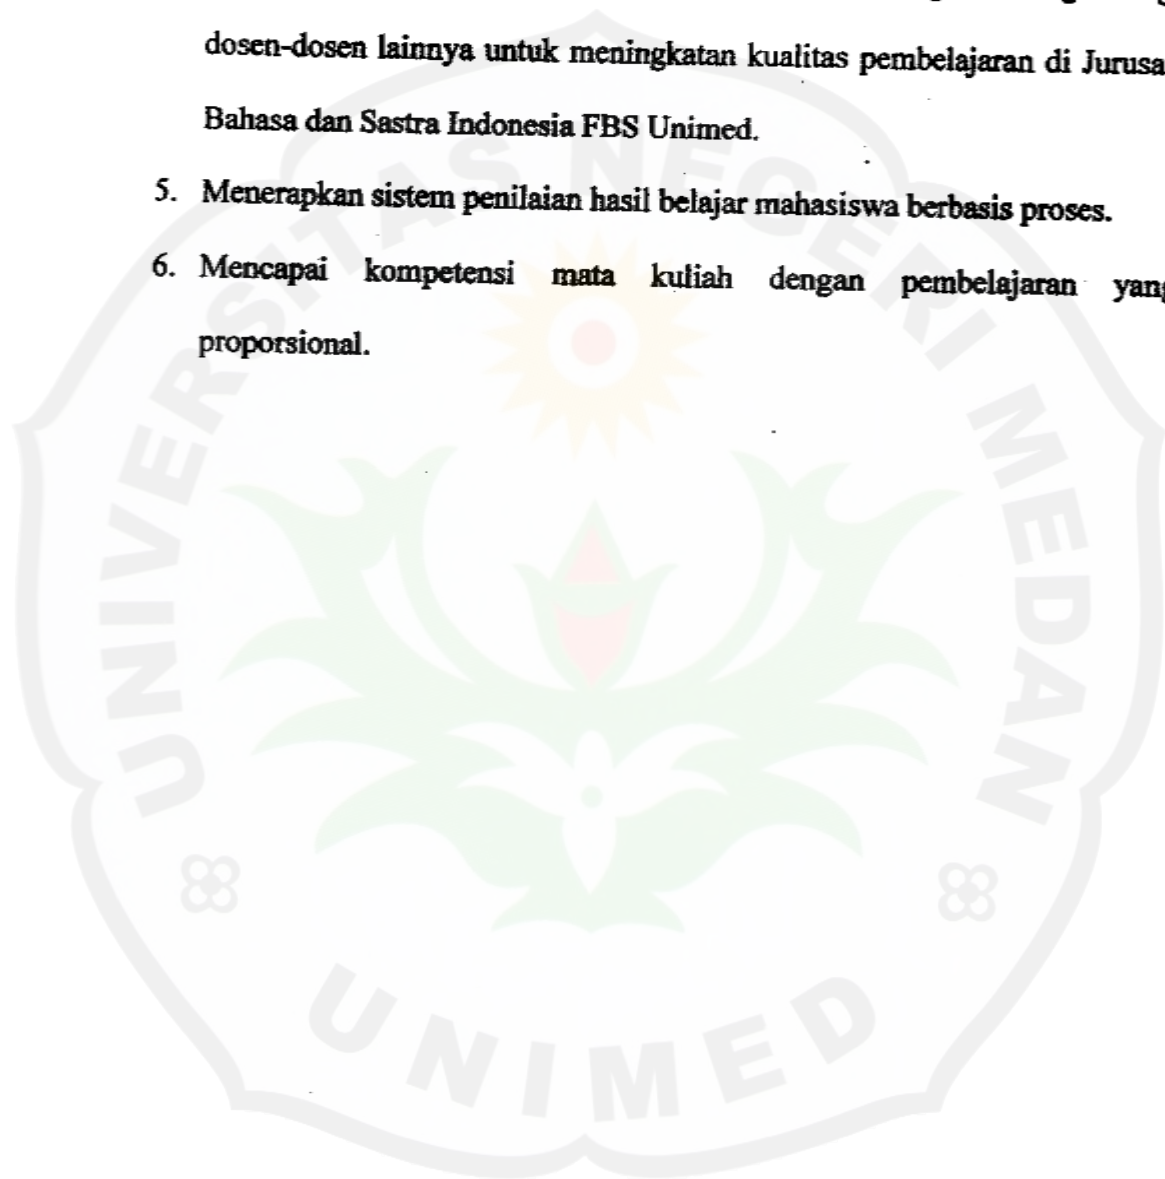 dosen-dosen lainnya untuk meningkatan kualitas pembelajaran di Jurusa
Bahasa dan Sastra Indonesia FBS Unimed.
5. Menerapkan sistem penilaian hasil belajar mahasiswa berbasis proses.
6. Mencapai kompetensi mata kuliah dengan pembelajaran yang
proporsional.
UNIVERSITAS NEGERI MEDAN
UNIMED